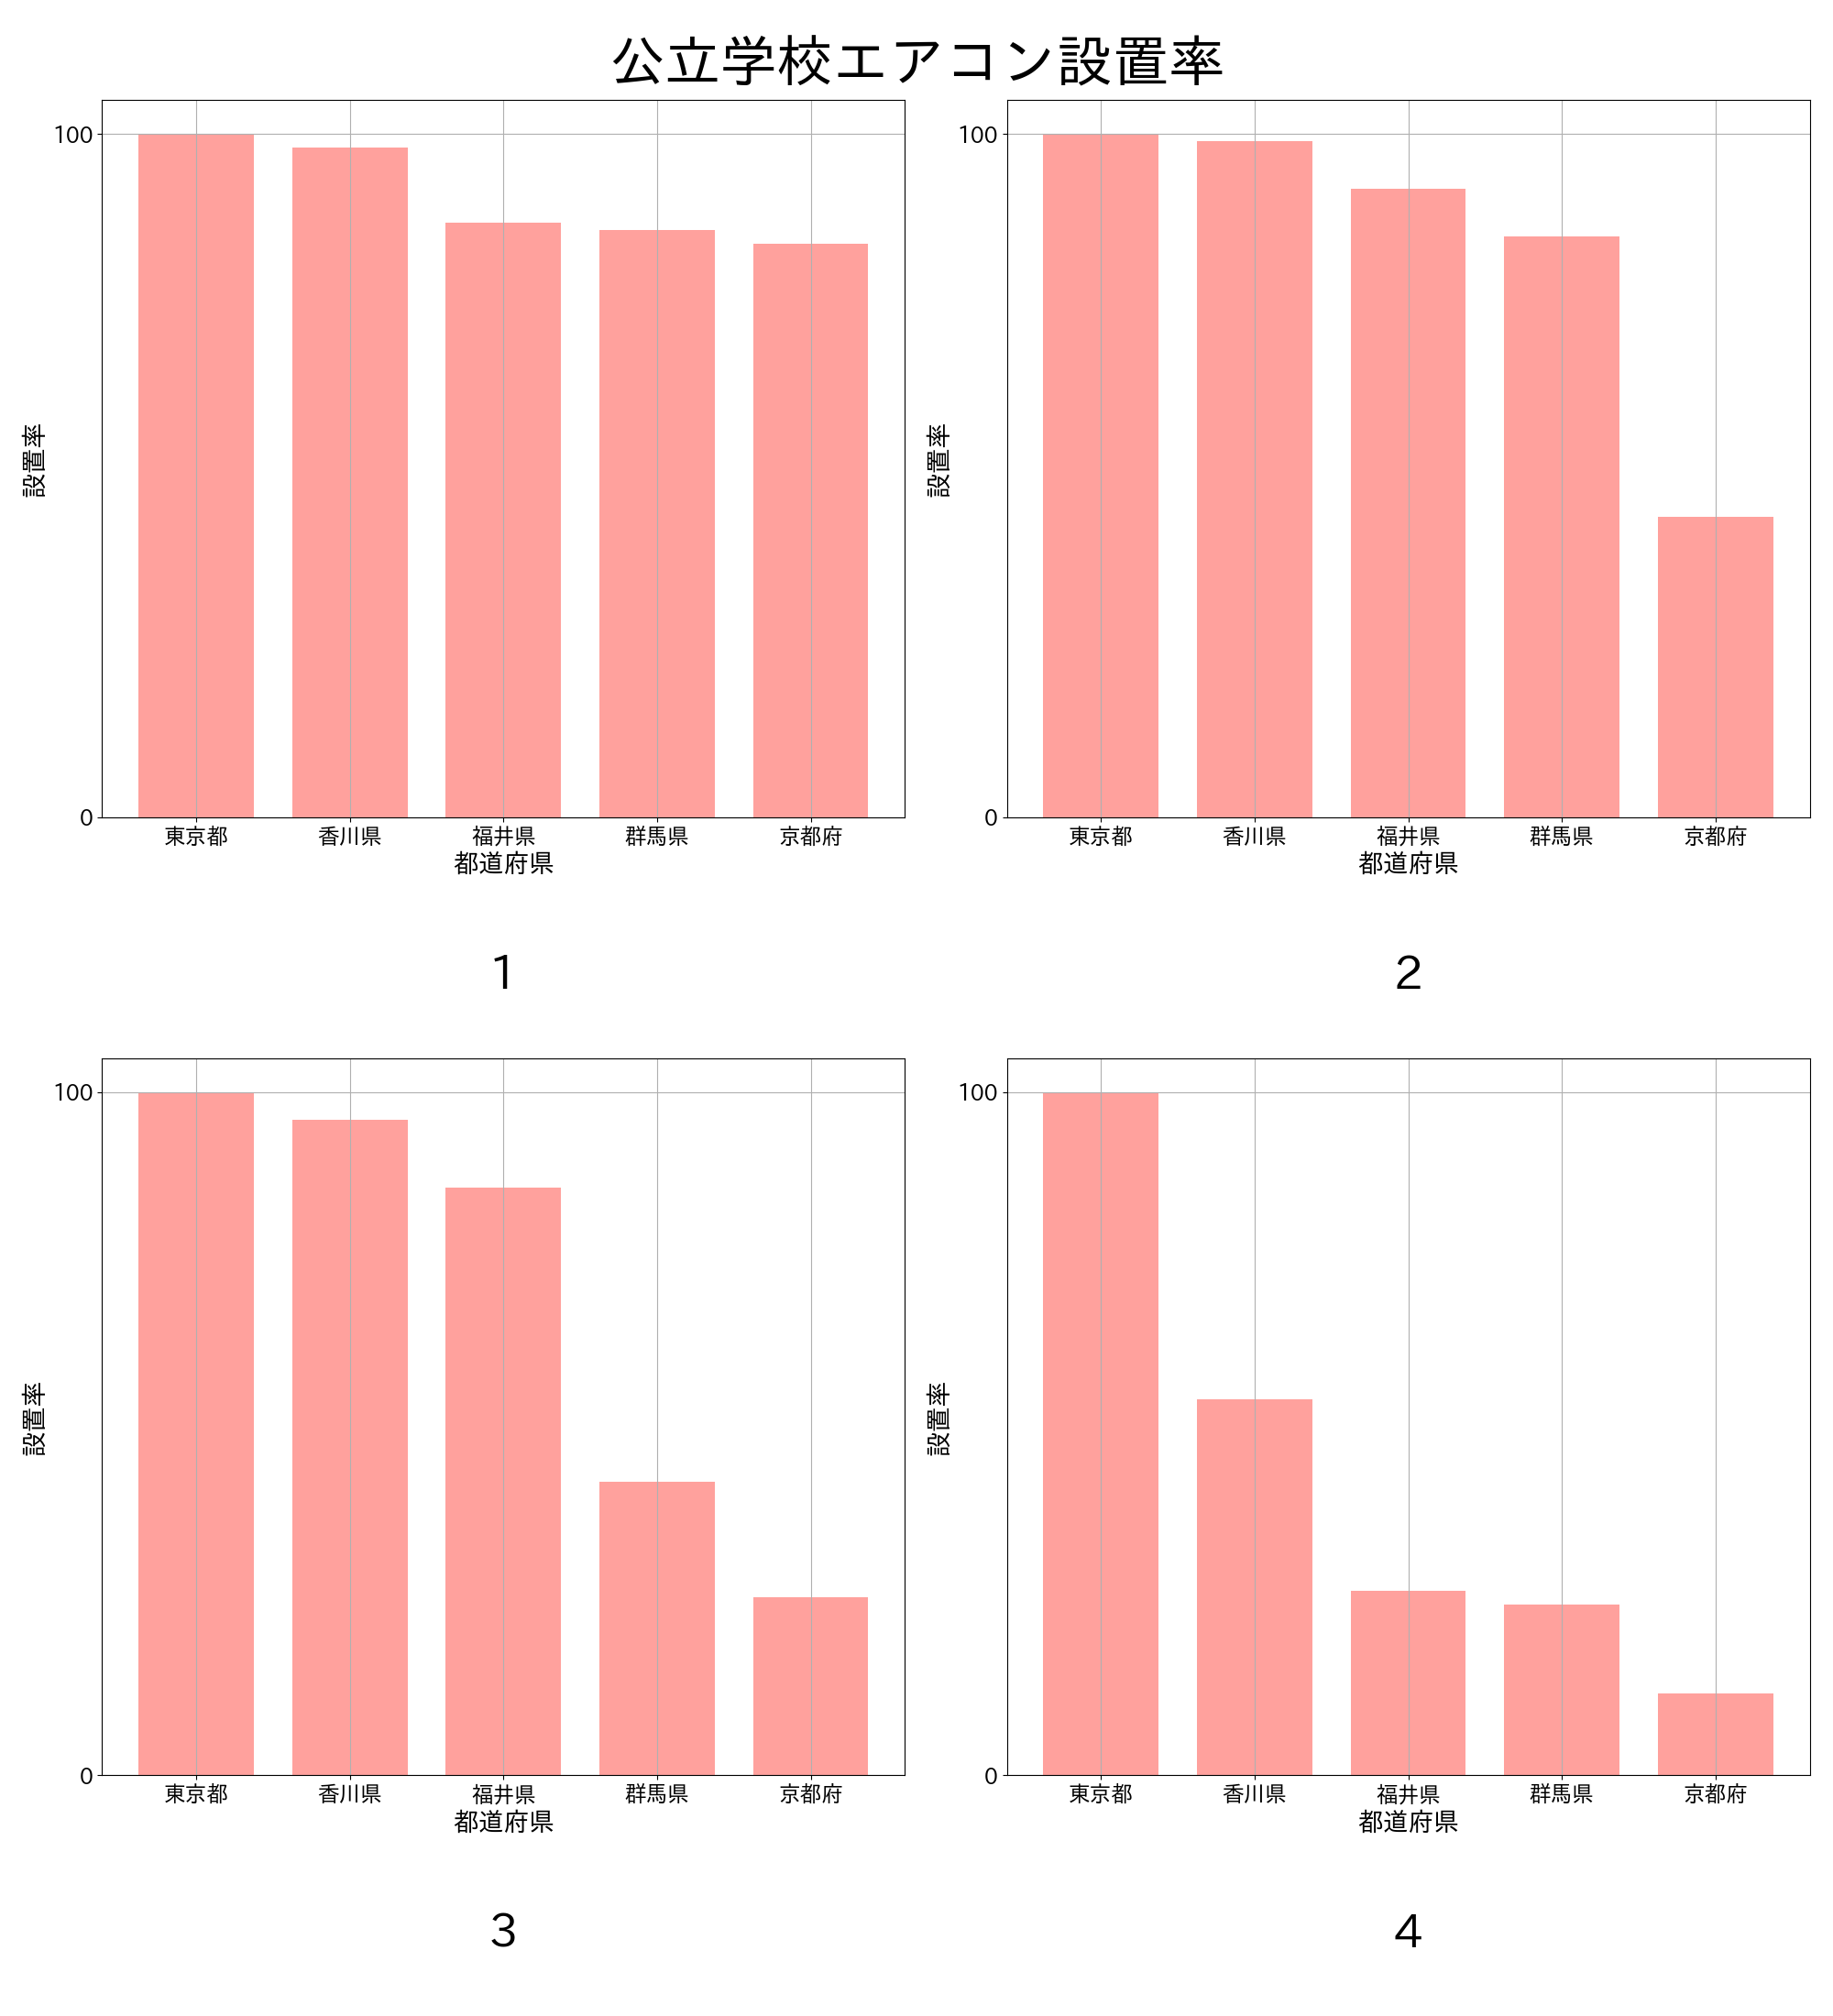 公立学校エアコン設置率
100
0
設置率
東京都 香川県 福井県 群馬県 京都府
都道府県
1
100
0
設置率
東京都 香川県 福井県 群馬県 京都府
都道府県
2
100
0
設置率
東京都 香川県 福井県 群馬県 京都府
都道府県
3
100
0
設置率
東京都 香川県 福井県 群馬県 京都府
都道府県
4